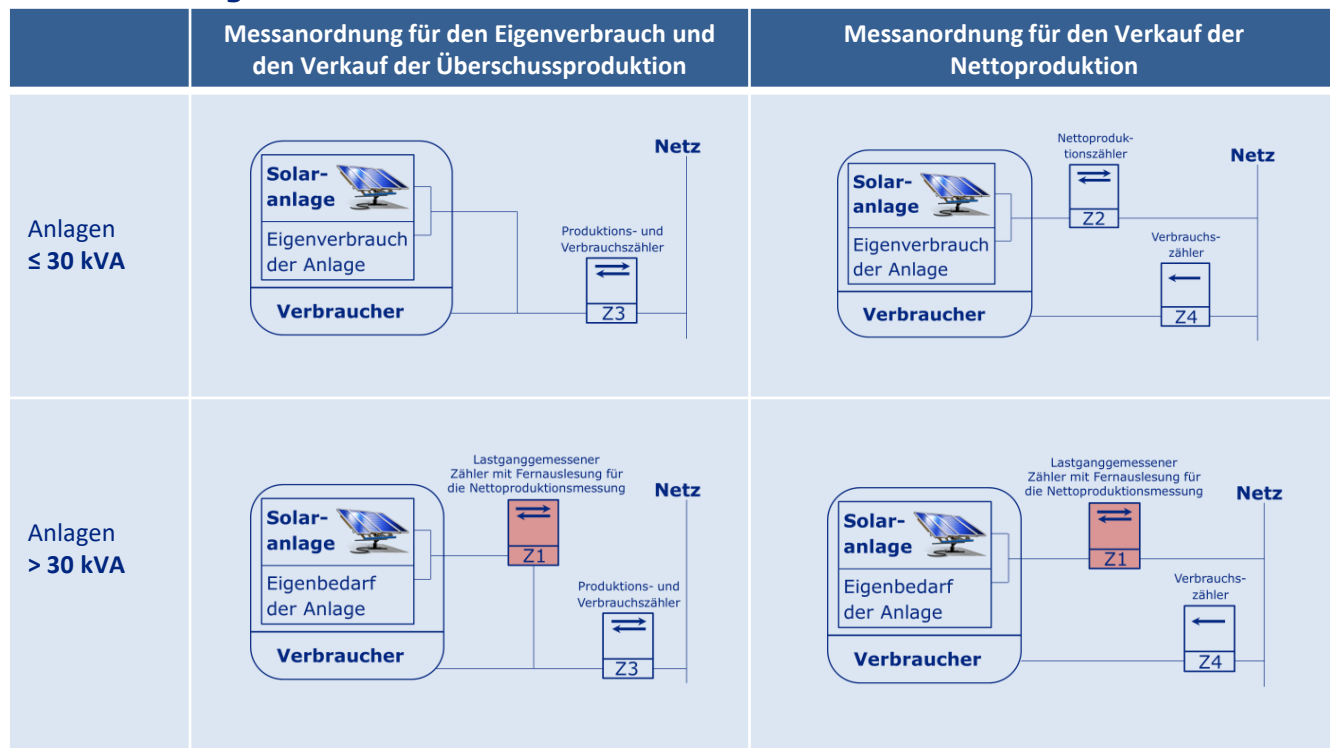 Messanordnung für den Eigenverbrauch und
den Verkauf der Überschussproduktion
Messanordnung für den Verkauf der
Nettoproduktion
Anlagen
≤ 30 kVA
Solar-
anlage
Eigenverbrauch
der Anlage
Verbraucher
Produktions- und
Verbrauchszähler
Z3
Netz
Solar-
anlage
Eigenverbrauch
der Anlage
Verbraucher
Nettoproduk-
tionszähler
Z2
Verbrauchs-
zähler
Z4
Netz
Anlagen
> 30 kVA
Solar-
anlage
Eigenbedarf
der Anlage
Verbraucher
Lastganggemessener
Zähler mit Fernauslesung für
die Nettoproduktionsmessung
Z1
Produktions- und
Verbrauchszähler
Z3
Netz
Solar-
anlage
Eigenbedarf
der Anlage
Verbraucher
Lastganggemessener
Zähler mit Fernauslesung für
die Nettoproduktionsmessung
Z1
Verbrauchs-
zähler
Z4
Netz